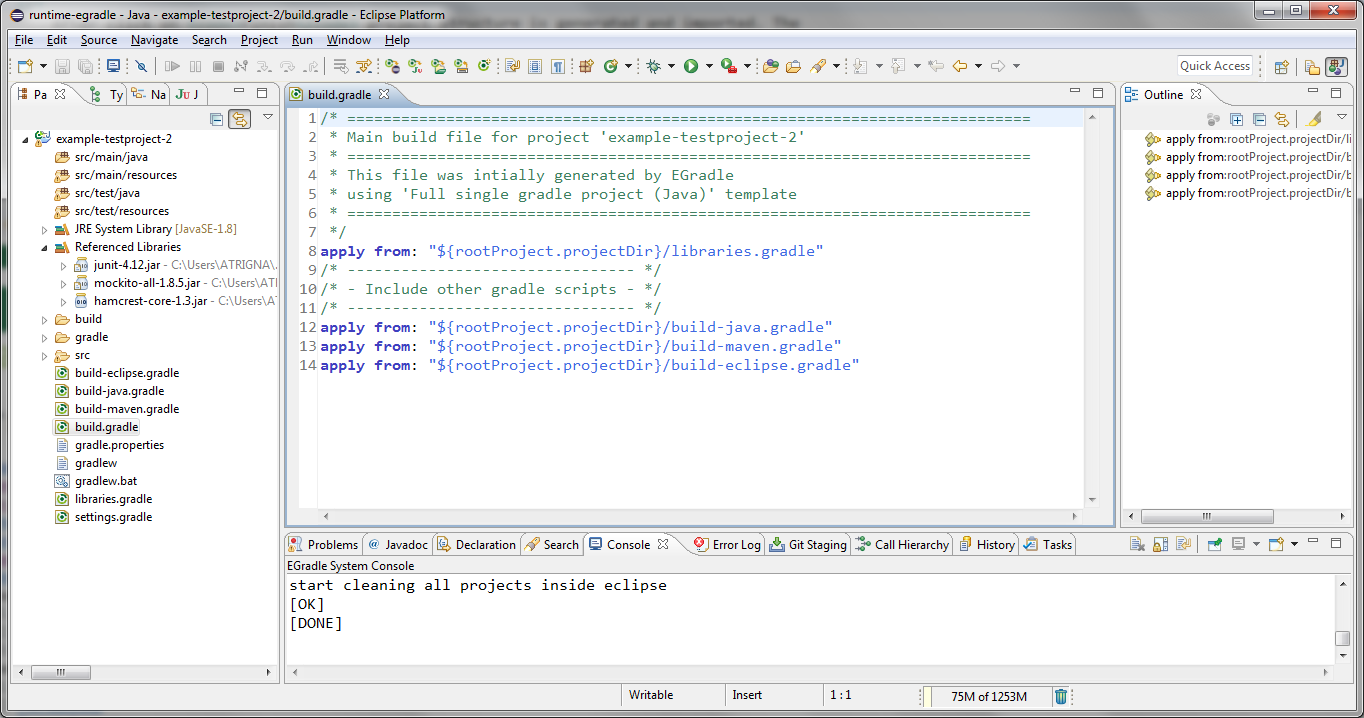 runtime-egradle - Java - example-testproject-2/build.gradle - Eclipse Platform
File Edit Source Navigate Search Project Run Window Help
Quick Access
Pa Ty Na JU J
example-testproject-2
src/main/java
src/main/resources
src/test/java
src/test/resources
JRE System Library [JavaSE-1.8]
Referenced Libraries
junit-4.12.jar - C:\Users\ATRIGNA\.
mockito-all-1.8.5.jar - C:\Users\ATI
hamcrest-core-1.3.jar - C:\Users\AT
build
gradle
src
build-eclipse.gradle
build-java.gradle
build-maven.gradle
build.gradle
gradle.properties
gradlew
gradlew.bat
libraries.gradle
settings.gradle
build.gradle
1 /* ============================================================================
2 * Main build file for project 'example-testproject-2'
3 * ============================================================================
4 * This file was intially generated by EGradle
5 * using 'Full single gradle project (Java)' template
6 * ============================================================================
7 */
8 apply from: "${rootProject.projectDir}/libraries.gradle"
9 /* -------------------------------- */
10 /* - Include other gradle scripts - */
11 /* -------------------------------- */
12 apply from: "${rootProject.projectDir}/build-java.gradle"
13 apply from: "${rootProject.projectDir}/build-maven.gradle"
14 apply from: "${rootProject.projectDir}/build-eclipse.gradle"
Outline
apply from:rootProject.projectDir/li
apply from:rootProject.projectDir/b
apply from:rootProject.projectDir/b
apply from:rootProject.projectDir/b
Problems @ Javadoc Declaration Search Console Error Log Git Staging Call Hierarchy History Tasks
EGradle System Console
start cleaning all projects inside eclipse
[OK]
[DONE]
Writable Insert 1 : 1 75M of 1253M